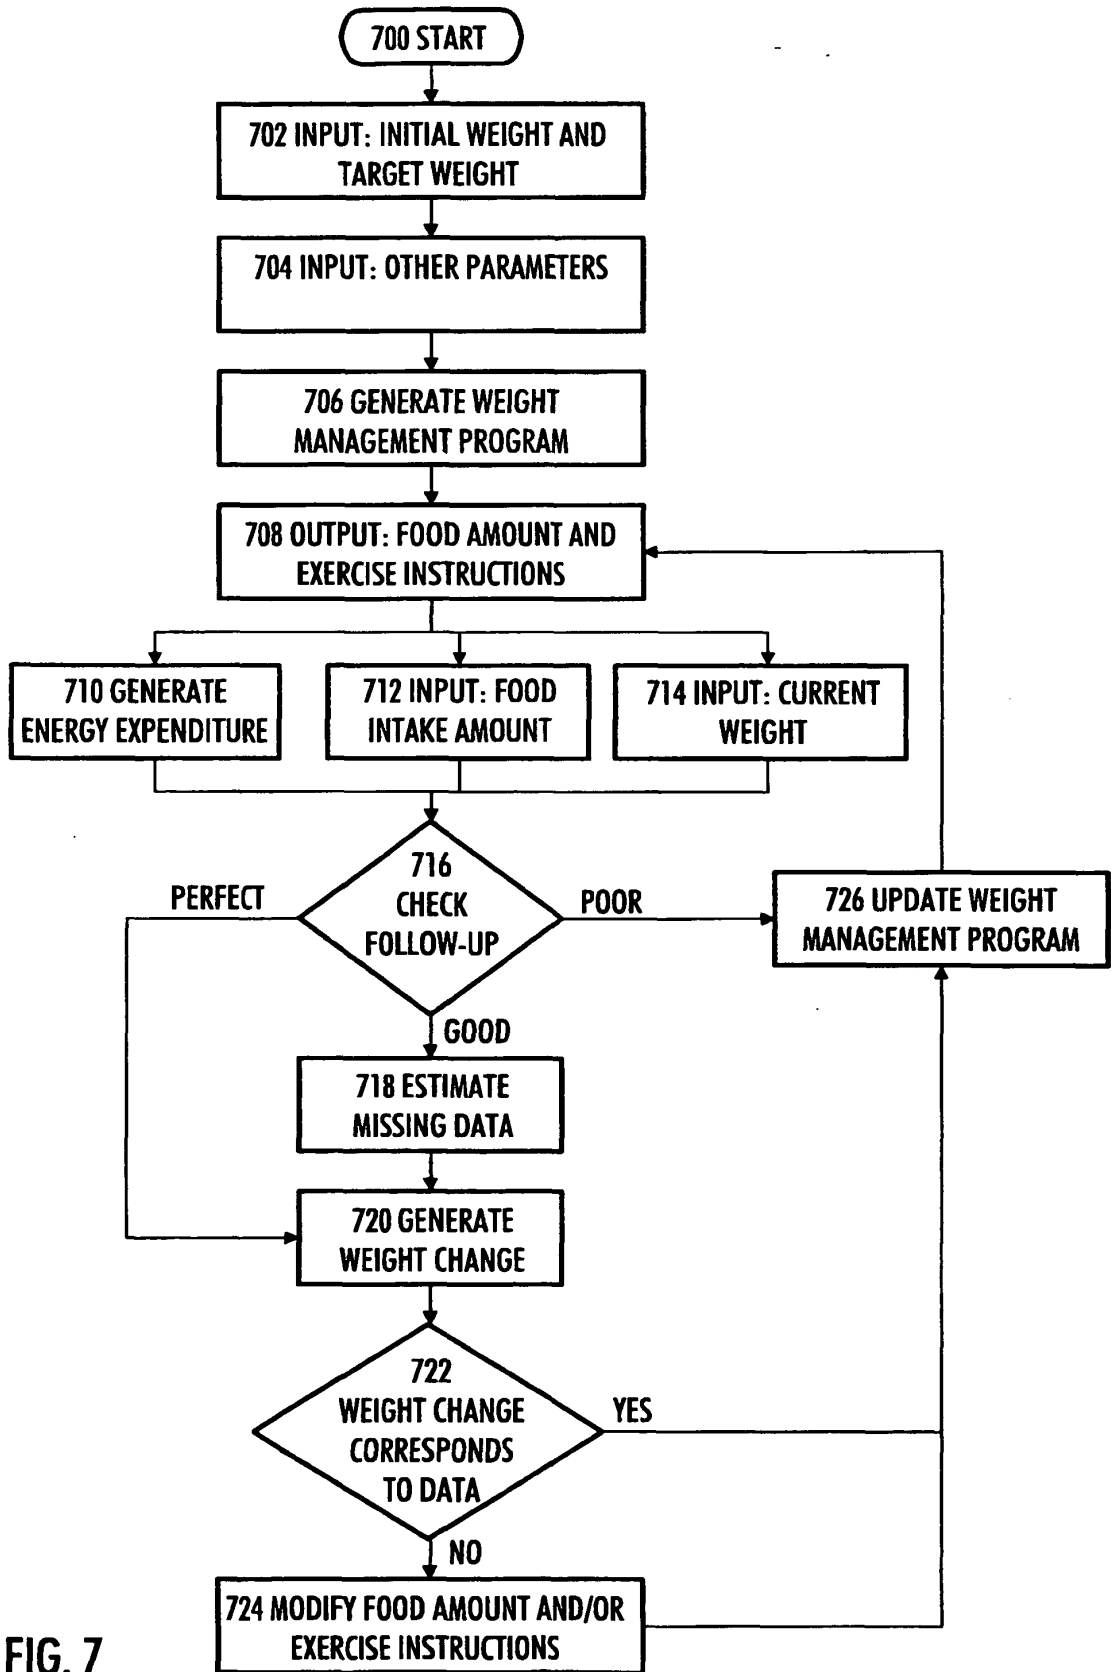 700 START
702 INPUT: INITIAL WEIGHT AND
TARGET WEIGHT
704 INPUT: OTHER PARAMETERS
706 GENERATE WEIGHT
MANAGEMENT PROGRAM
708 OUTPUT: FOOD AMOUNT AND
EXERCISE INSTRUCTIONS
710 GENERATE
ENERGY EXPENDITURE
712 INPUT: FOOD
INTAKE AMOUNT
714 INPUT: CURRENT
WEIGHT
716
CHECK
FOLLOW-UP
PERFECT
POOR
726 UPDATE WEIGHT
MANAGEMENT PROGRAM
GOOD
718 ESTIMATE
MISSING DATA
720 GENERATE
WEIGHT CHANGE
722
WEIGHT CHANGE
CORRESPONDS
TO DATA
YES
NO
724 MODIFY FOOD AMOUNT AND/OR
EXERCISE INSTRUCTIONS
FIG. 7